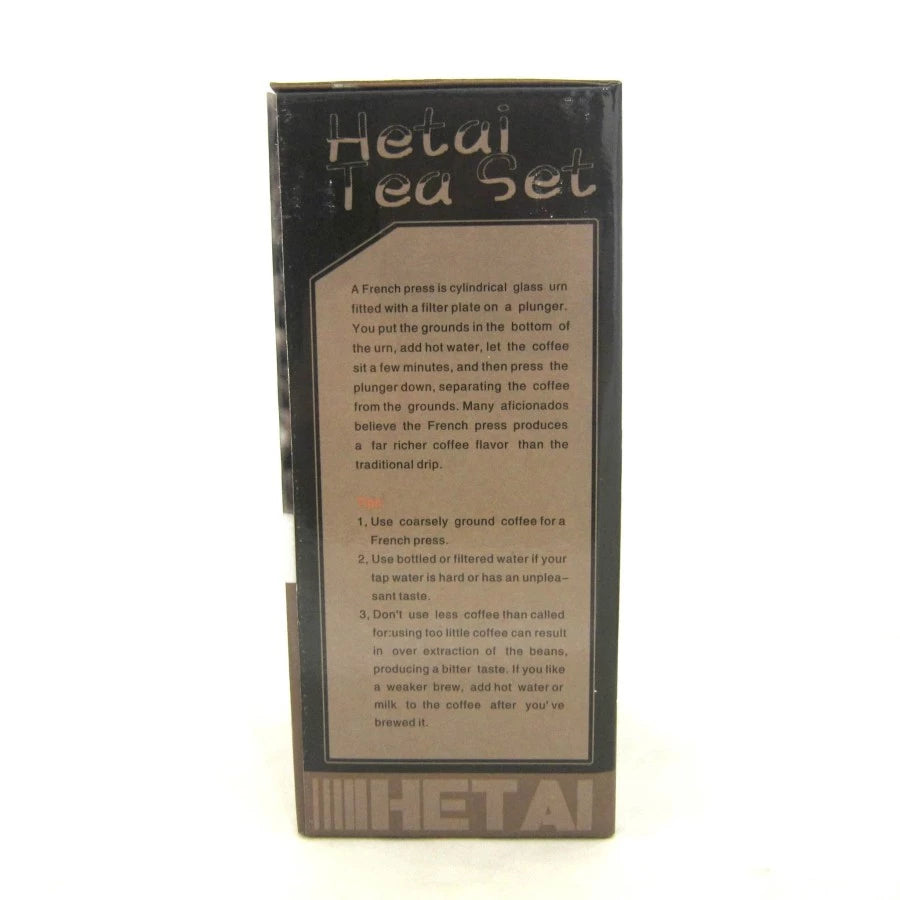 Hetai
Tea Set
A French press is cylindrical glass urn
fitted with a filter plate on a plunger.
You put the grounds in the bottom of
the urn, add hot water, let the coffee
sit a few minutes, and then press the
plunger down, separating the coffee
from the grounds. Many aficionados
believe the French press produces
a far richer coffee flavor than the
traditional drip.
1, Use coarsely ground coffee for a
French press.
2, Use bottled or filtered water if your
tap water is hard or has an unplea-
sant taste.
3, Don't use less coffee than called
for:using too little coffee can result
in over extraction of the beans,
producing a bitter taste. If you like
a weaker brew, add hot water or
milk to the coffee after you've
brewed it.
HETAI